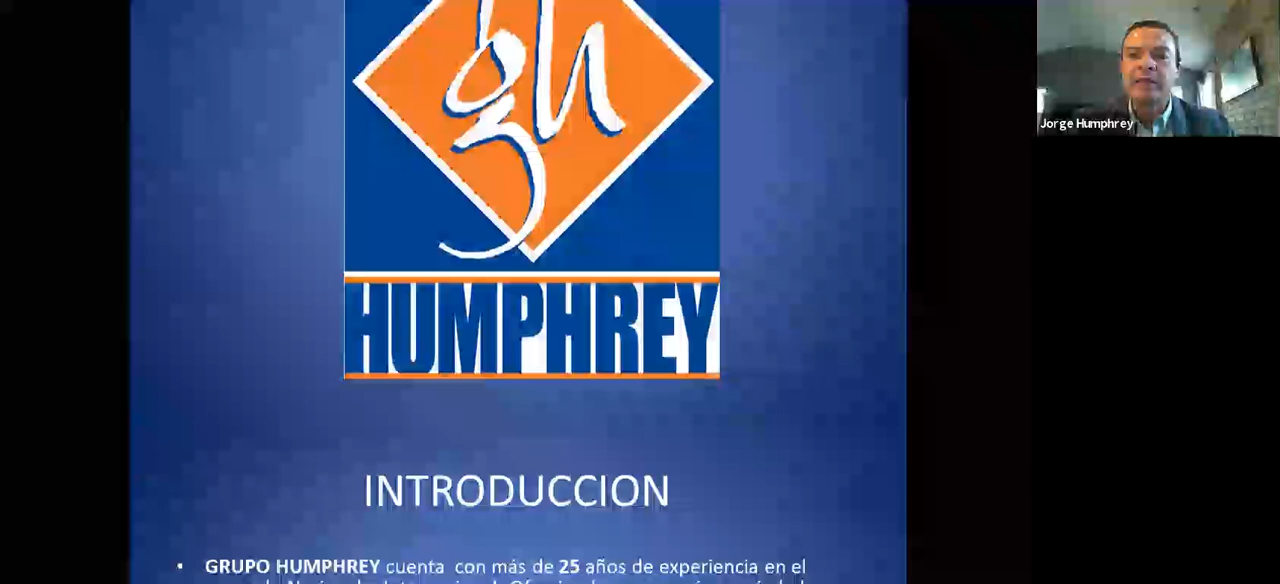 gh
Jorge Humphrey
HUMPHREY
INTRODUCCION
• GRUPO HUMPHREY cuenta con más de 25 años de experiencia en el